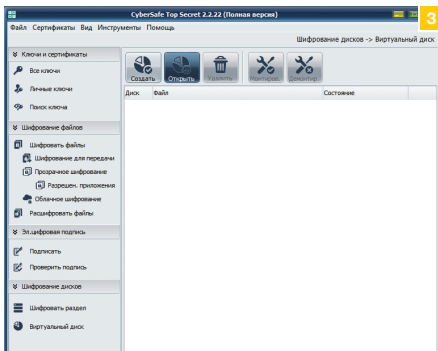 CyberSafe Top Secret 2.2.22 (Полная версия)
3
Файл Сертификаты Вид Инструменты Помощь
Шифрование дисков -> Виртуальный диск
Ключи и сертификаты
Все ключи
Личные ключи
Поиск ключа
Шифрование файлов
Шифровать файлы
Шифрование для передачи
Прозрачное шифрование
Разрешен. приложения
Облачное шифрование
Расшифровать файлы
Эл.цифровая подпись
Подписать
Проверить подпись
Шифрование дисков
Шифровать раздел
Виртуальный диск
Создать Открыть Удалить Монтиров. Демонтир.
Диск Файл Состояние